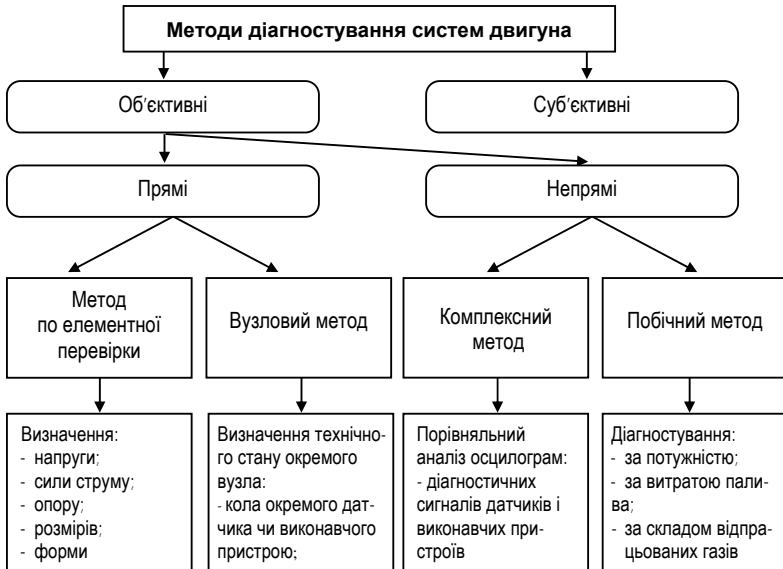 Методи діагностування систем двигуна
Об'єктивні
Суб'єктивні
Прямі
Непрямі
Метод
по елементної
перевірки
Вузловий метод
Комплексний
метод
Побічний метод
Визначення:
- напруги;
- сили струму;
- опору;
- розмірів;
- форми
Визначення технічно-
го стану окремого
вузла:
- кола окремого дат-
чика чи виконавчого
пристрою;
Порівняльний
аналіз осцилограм:
- діагностичних
сигналів датчиків і
виконавчих при-
строїв
Діагностування:
- за потужністю;
- за витратою пали-
ва;
- за складом відпра-
цьованих газів